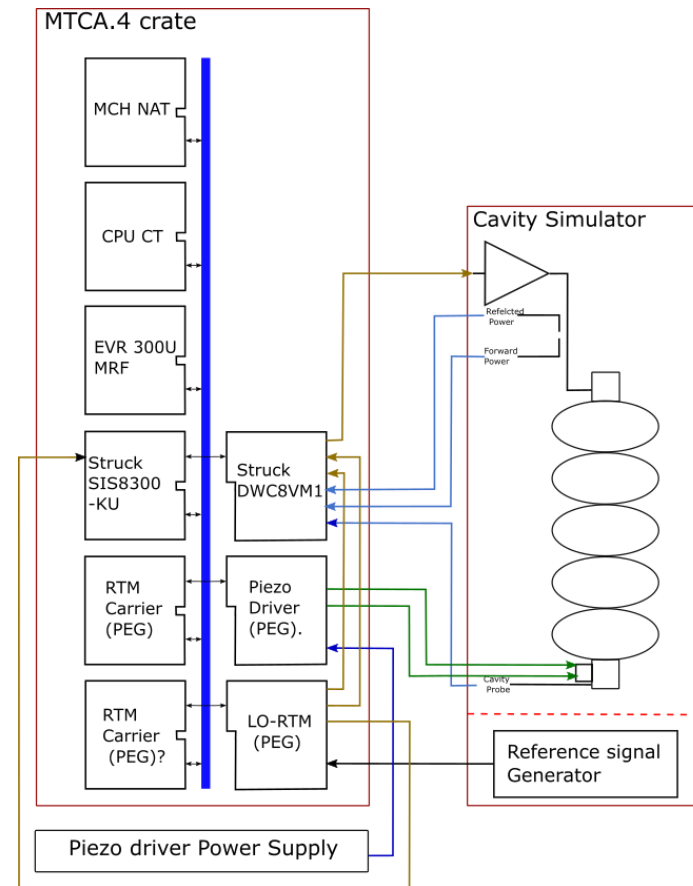 MTCA.4 crate
MCH NAT
CPU CT
EVR 300U
MRF
Struck
SIS8300
-KU
Struck
DWC8VM1
RTM
Carrier
(PEG)
Piezo
Driver
(PEG).
RTM
Carrier
(PEG)?
LO-RTM
(PEG)
Piezo driver Power Supply
Cavity Simulator
Refelcted
Power
Forward
Power
Cavity
Probe
Reference signal
Generator